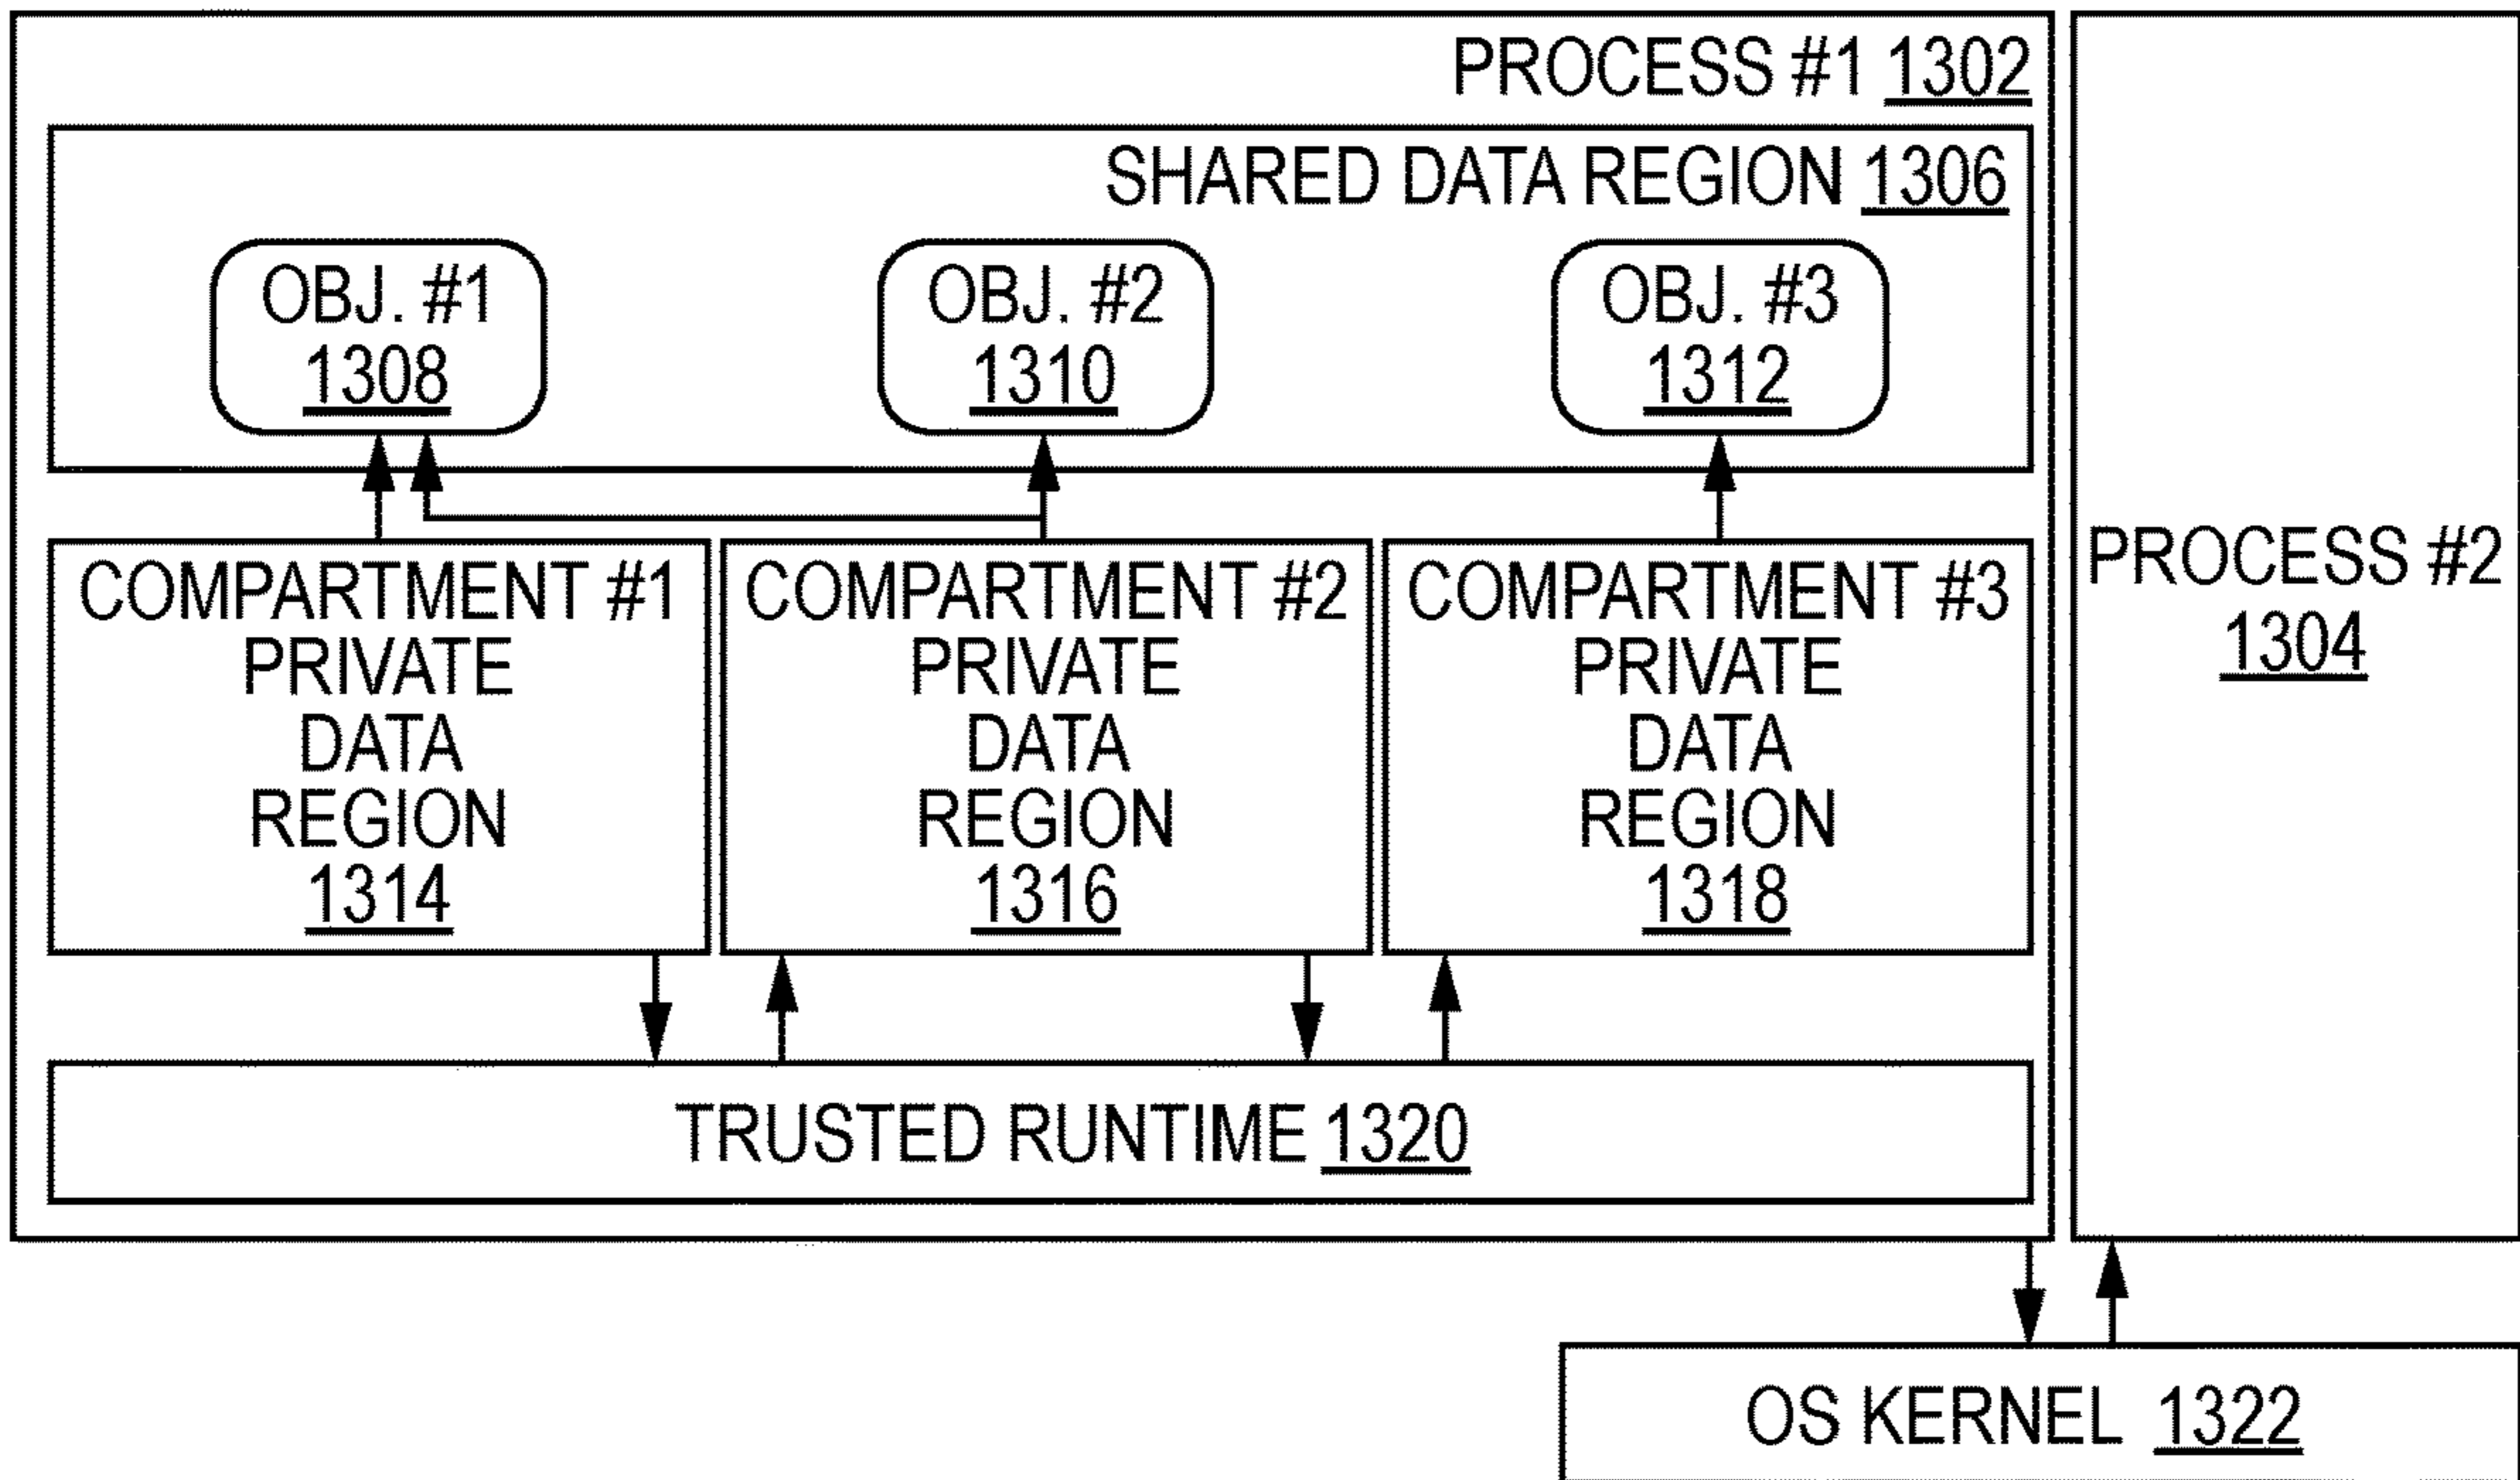 PROCESS #1 1302
SHARED DATA REGION 1306
OBJ. #1
1308
OBJ. #2
1310
OBJ. #3
1312
COMPARTMENT #1
PRIVATE
DATA
REGION
1314
COMPARTMENT #2
PRIVATE
DATA
REGION
1316
COMPARTMENT #3
PRIVATE
DATA
REGION
1318
TRUSTED RUNTIME 1320
PROCESS #2
1304
OS KERNEL 1322